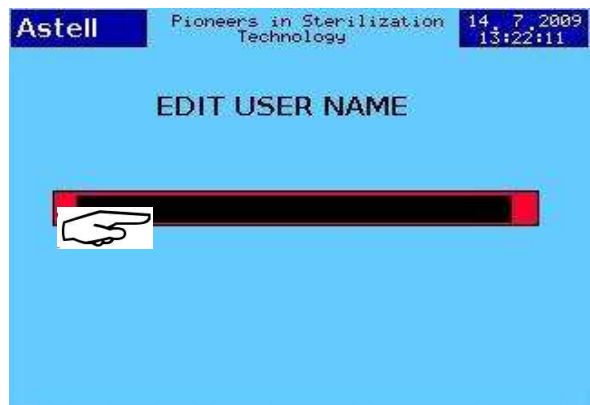 Astell
Pioneers in Sterilization
Technology
14. 7.2009
13:22:11
EDIT USER NAME